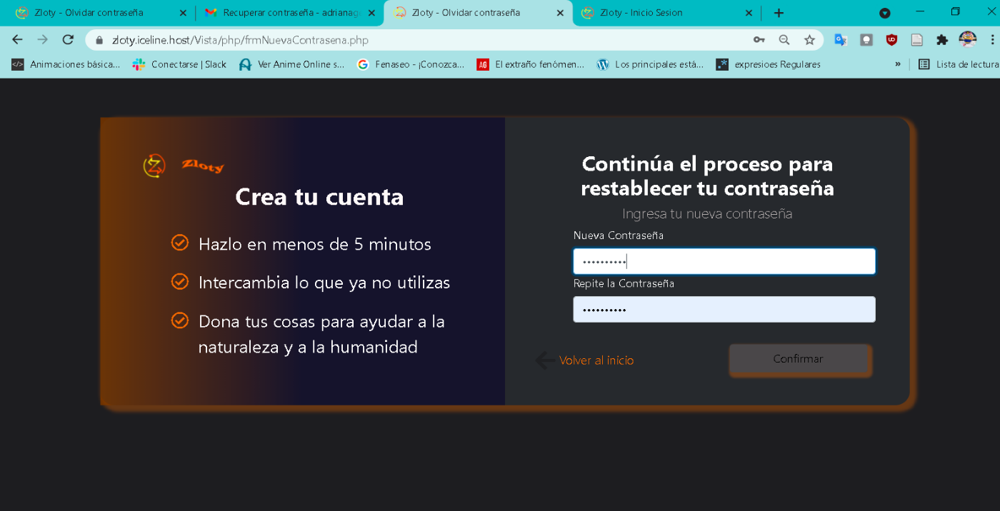 Zloty - Olvidar contraseña
Recuperar contraseña - adrianag
Zloty - Olvidar contraseña
Zloty - Inicio Sesion
zloty.iceline.host/Vista/php/frmNuevaContrasena.php
Animaciones básica...
Conectarse | Slack
Ver Anime Online s...
Fenaseo - ¡Conozca...
AG
El extraño fenómen...
Los principales está...
expresioes Regulares
»
Lista de lectura
Zloty
Crea tu cuenta
Hazlo en menos de 5 minutos
Intercambia lo que ya no utilizas
Dona tus cosas para ayudar a la
naturaleza y a la humanidad
Continúa el proceso para
restablecer tu contraseña
Ingresa tu nueva contraseña
Nueva Contraseña
••••••••••
Repite la Contraseña
••••••••••
Volver al inicio
Confirmar